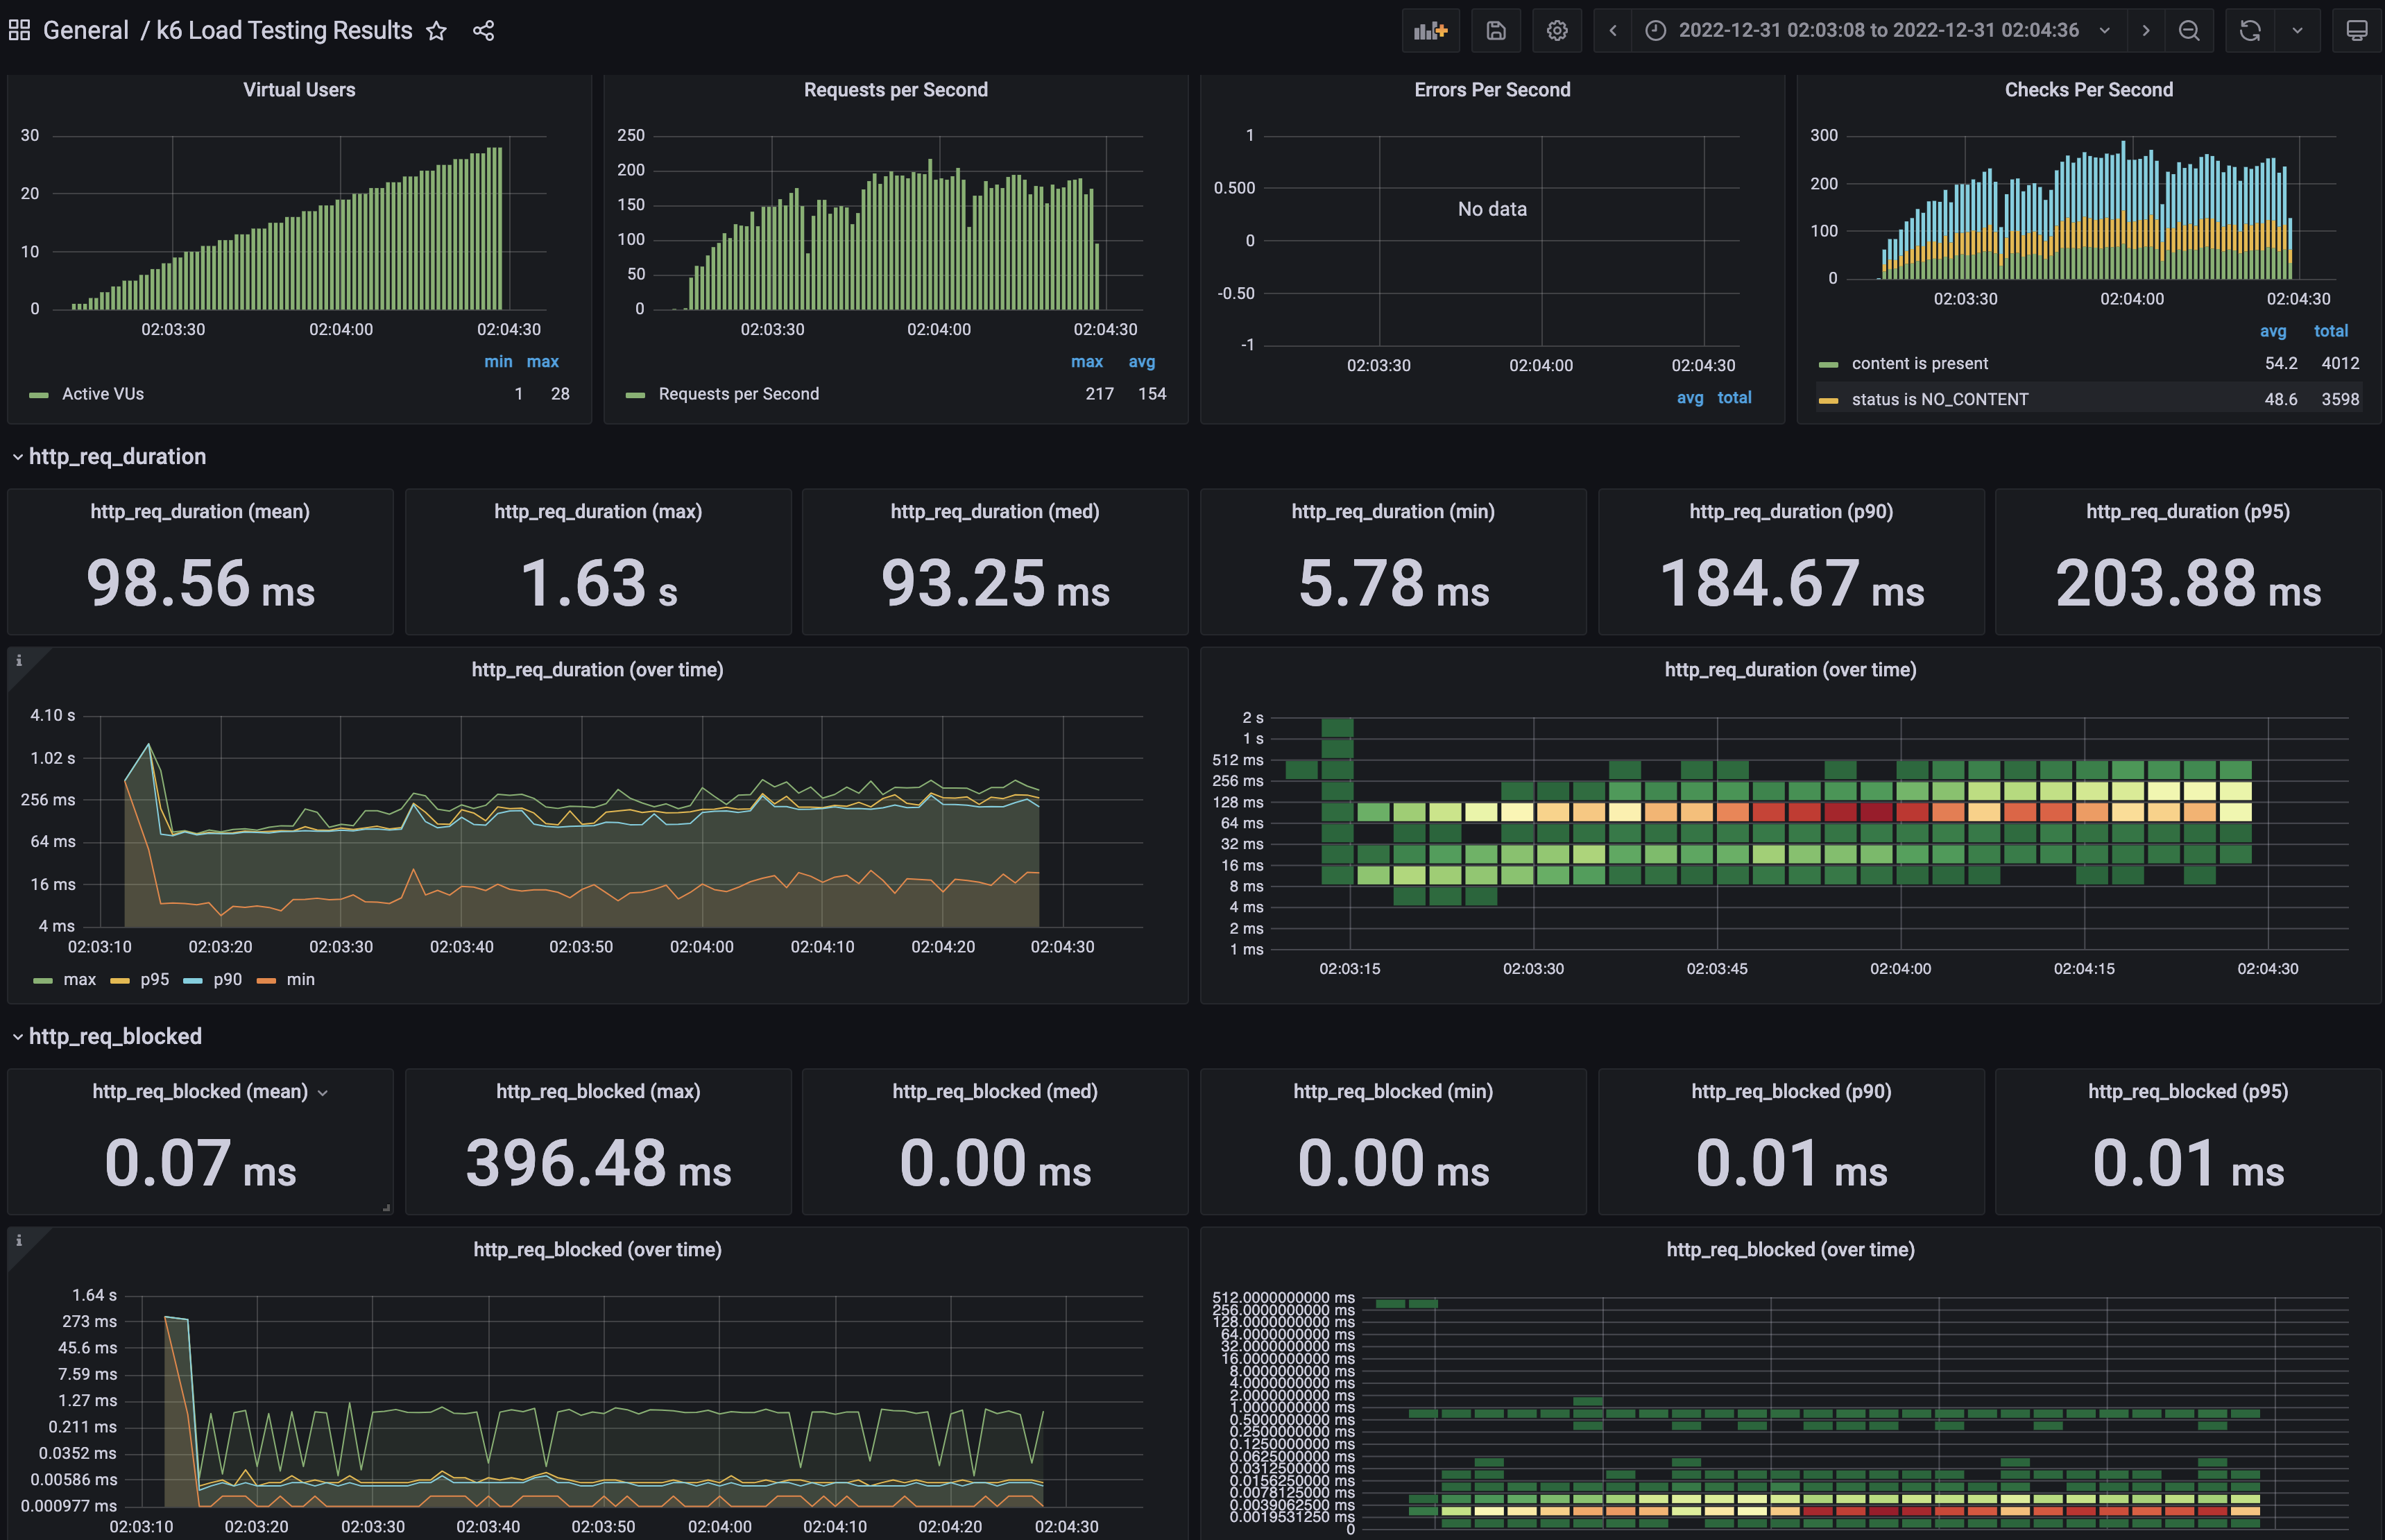 General / k6 Load Testing Results
2022-12-31 02:03:08 to 2022-12-31 02:04:36
Virtual Users
30
20
10
0
02:03:30 02:04:00 02:04:30
min max
Active VUs 1 28
Requests per Second
250
200
150
100
50
0
02:03:30 02:04:00 02:04:30
max avg
Requests per Second 217 154
Errors Per Second
1
0.500
0
-0.50
-1
No data
02:03:30 02:04:00 02:04:30
avg total
Checks Per Second
300
200
100
0
02:03:30 02:04:00 02:04:30
avg total
content is present 54.2 4012
status is NO_CONTENT 48.6 3598
http_req_duration
http_req_duration (mean)
98.56 ms
http_req_duration (max)
1.63 s
http_req_duration (med)
93.25 ms
http_req_duration (min)
5.78 ms
http_req_duration (p90)
184.67 ms
http_req_duration (p95)
203.88 ms
http_req_duration (over time)
4.10 s
1.02 s
256 ms
64 ms
16 ms
4 ms
02:03:10 02:03:20 02:03:30 02:03:40 02:03:50 02:04:00 02:04:10 02:04:20 02:04:30
max p95 p90 min
http_req_duration (over time)
2 s
1 s
512 ms
256 ms
128 ms
64 ms
32 ms
16 ms
8 ms
4 ms
2 ms
1 ms
02:03:15 02:03:30 02:03:45 02:04:00 02:04:15 02:04:30
http_req_blocked
http_req_blocked (mean)
0.07 ms
http_req_blocked (max)
396.48 ms
http_req_blocked (med)
0.00 ms
http_req_blocked (min)
0.00 ms
http_req_blocked (p90)
0.01 ms
http_req_blocked (p95)
0.01 ms
http_req_blocked (over time)
1.64 s
273 ms
45.6 ms
7.59 ms
1.27 ms
0.211 ms
0.0352 ms
0.00586 ms
0.000977 ms
02:03:10 02:03:20 02:03:30 02:03:40 02:03:50 02:04:00 02:04:10 02:04:20 02:04:30
http_req_blocked (over time)
512.0000000000 ms
256.0000000000 ms
128.0000000000 ms
64.0000000000 ms
32.0000000000 ms
16.0000000000 ms
8.0000000000 ms
4.0000000000 ms
2.0000000000 ms
1.0000000000 ms
0.5000000000 ms
0.2500000000 ms
0.1250000000 ms
0.0625000000 ms
0.0312500000 ms
0.0156250000 ms
0.0078125000 ms
0.0039062500 ms
0.0019531250 ms
0